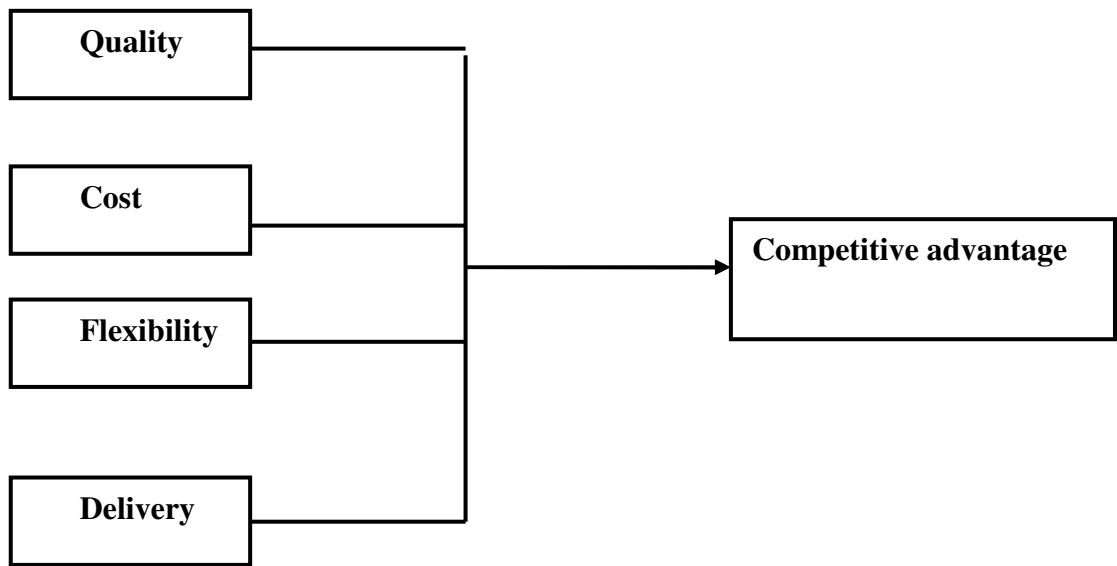 Quality
Cost
Competitive advantage
Flexibility
Delivery